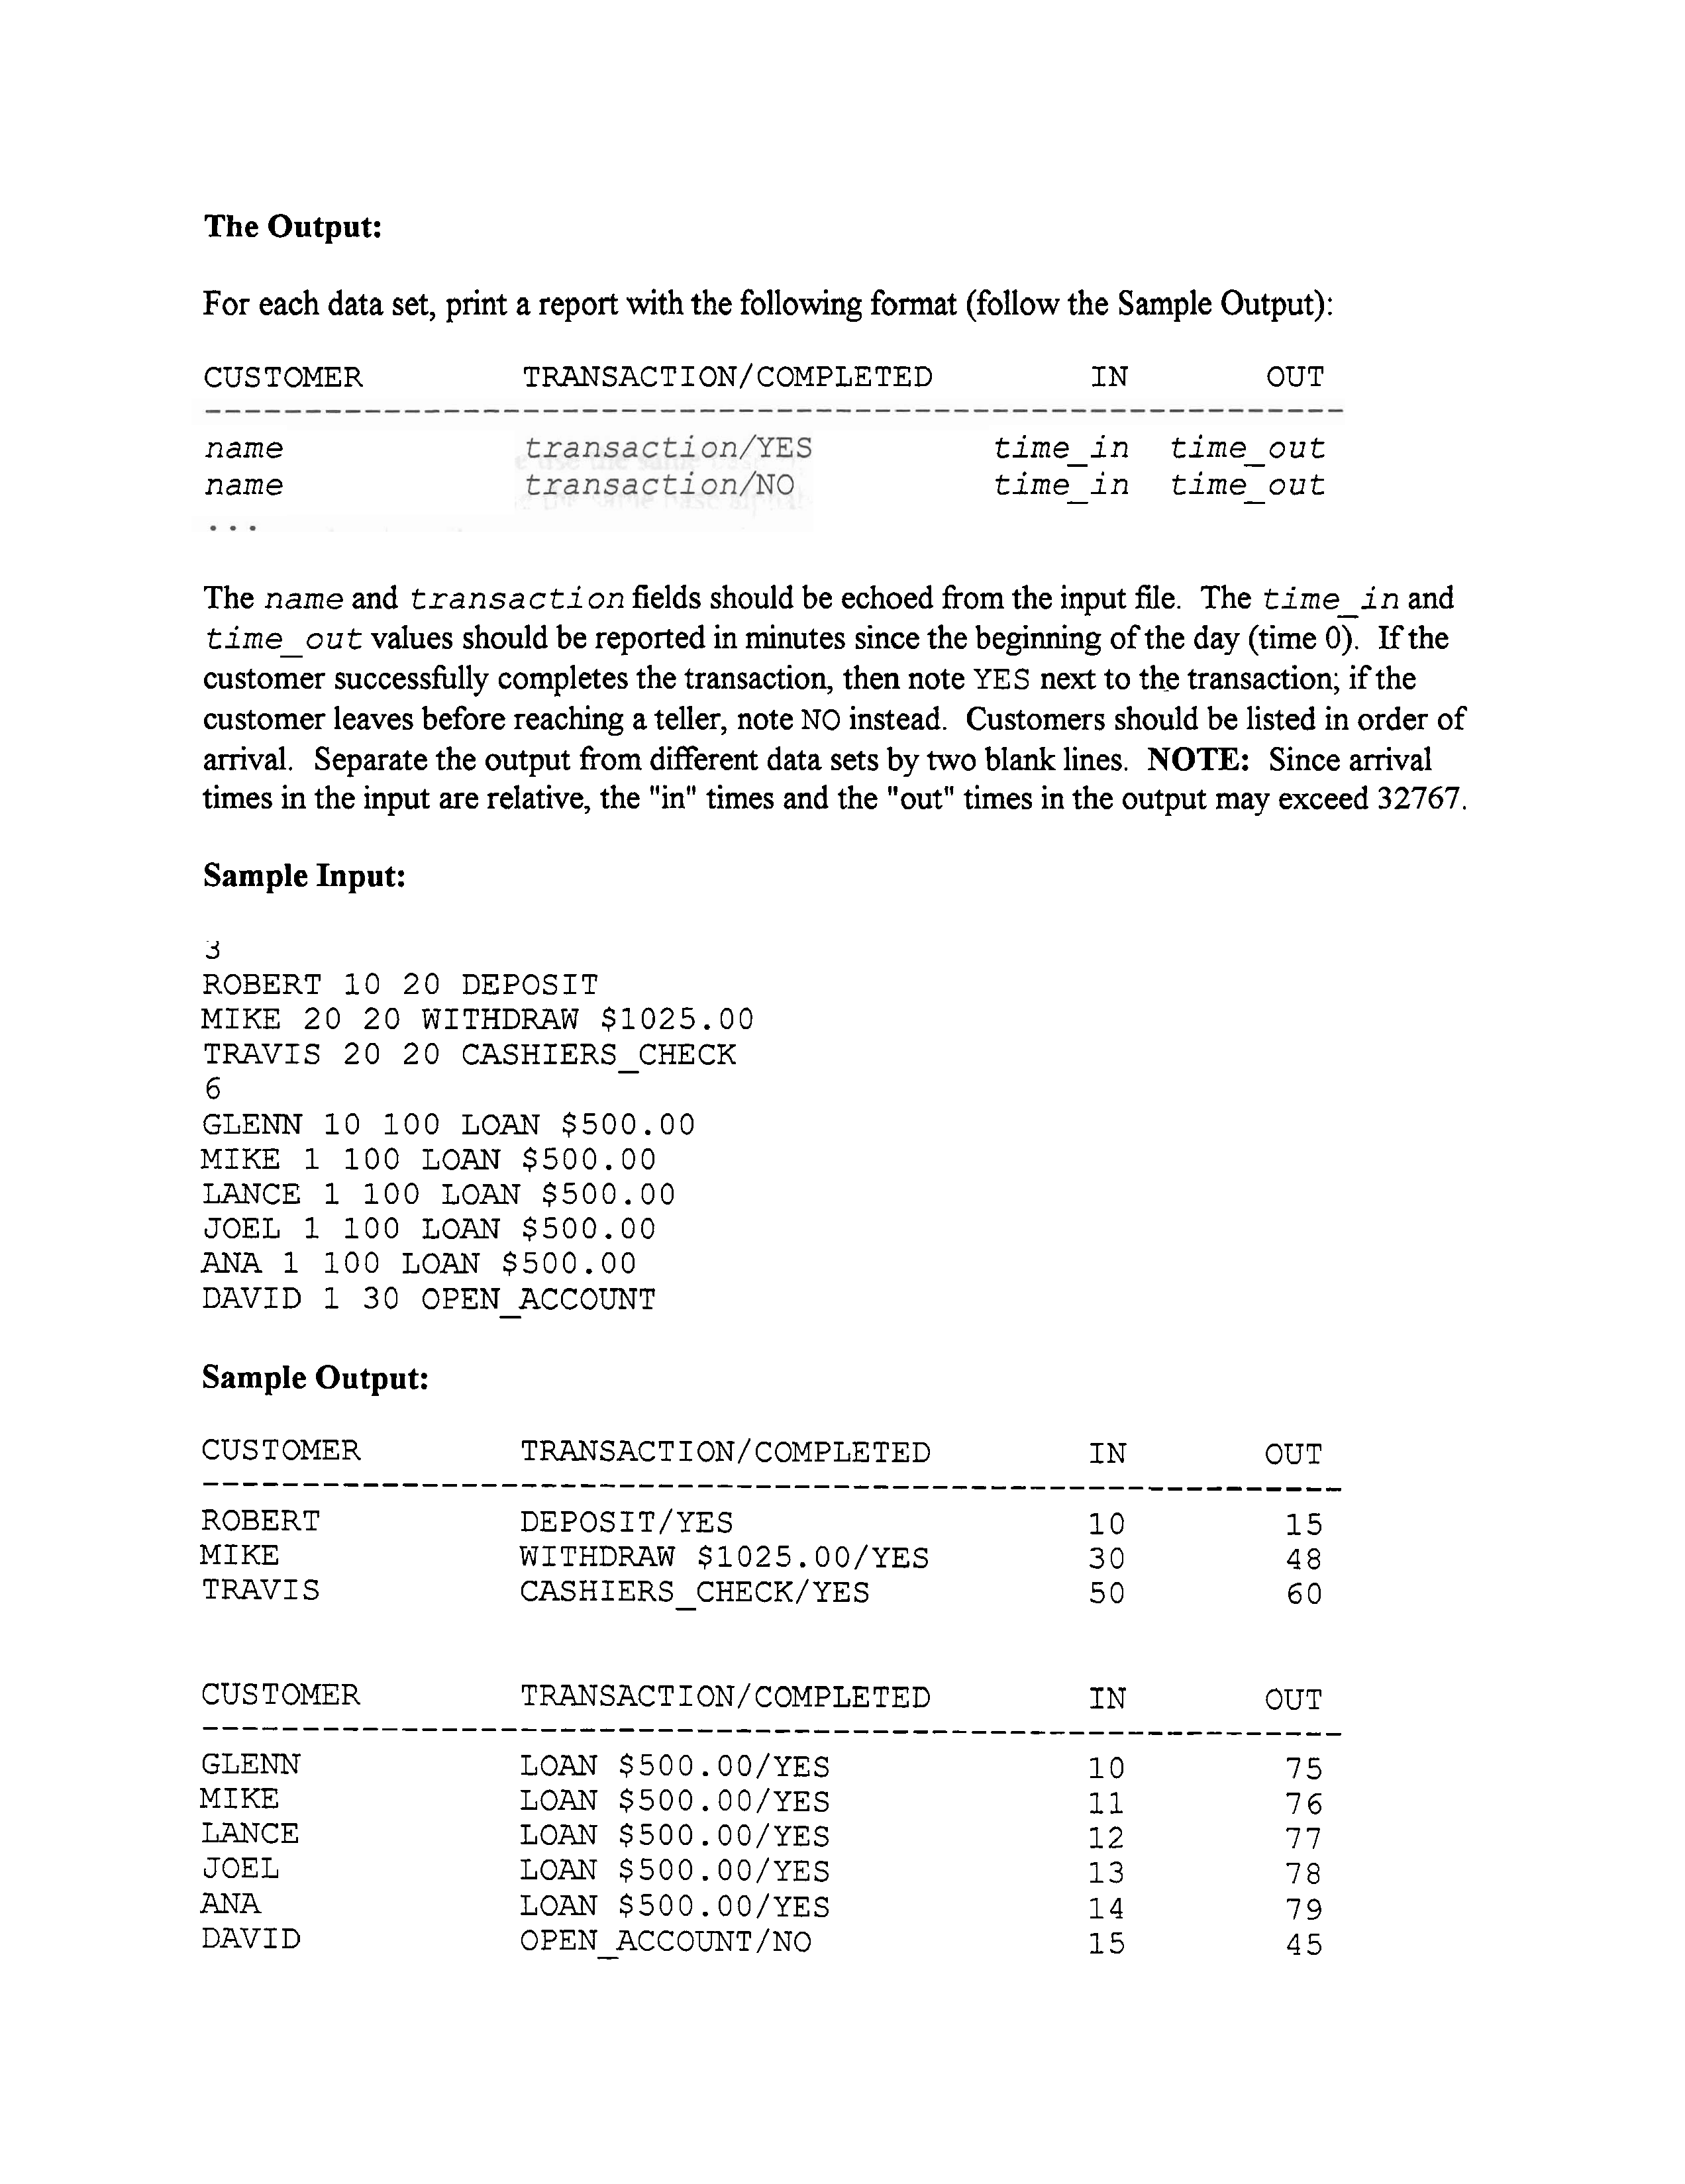 The Output:
For each data set, print a report with the following format (follow the Sample Output):
CUSTOMER TRANSACTION/COMPLETED IN OUT
---------------------------------------------------------
name transaction/YES time_in time_out
name transaction/NO time_in time_out
...
The name and transaction fields should be echoed from the input file. The time_in and
time_out values should be reported in minutes since the beginning of the day (time 0). If the
customer successfully completes the transaction, then note YES next to the transaction; if the
customer leaves before reaching a teller, note NO instead. Customers should be listed in order of
arrival. Separate the output from different data sets by two blank lines. NOTE: Since arrival
times in the input are relative, the "in" times and the "out" times in the output may exceed 32767.
Sample Input:
3
ROBERT 10 20 DEPOSIT
MIKE 20 20 WITHDRAW $1025.00
TRAVIS 20 20 CASHIERS_CHECK
6
GLENN 10 100 LOAN $500.00
MIKE 1 100 LOAN $500.00
LANCE 1 100 LOAN $500.00
JOEL 1 100 LOAN $500.00
ANA 1 100 LOAN $500.00
DAVID 1 30 OPEN_ACCOUNT
Sample Output:
CUSTOMER TRANSACTION/COMPLETED IN OUT
---------------------------------------------------------
ROBERT DEPOSIT/YES 10 15
MIKE WITHDRAW $1025.00/YES 30 48
TRAVIS CASHIERS_CHECK/YES 50 60
CUSTOMER TRANSACTION/COMPLETED IN OUT
---------------------------------------------------------
GLENN LOAN $500.00/YES 10 75
MIKE LOAN $500.00/YES 11 76
LANCE LOAN $500.00/YES 12 77
JOEL LOAN $500.00/YES 13 78
ANA LOAN $500.00/YES 14 79
DAVID OPEN_ACCOUNT/NO 15 45